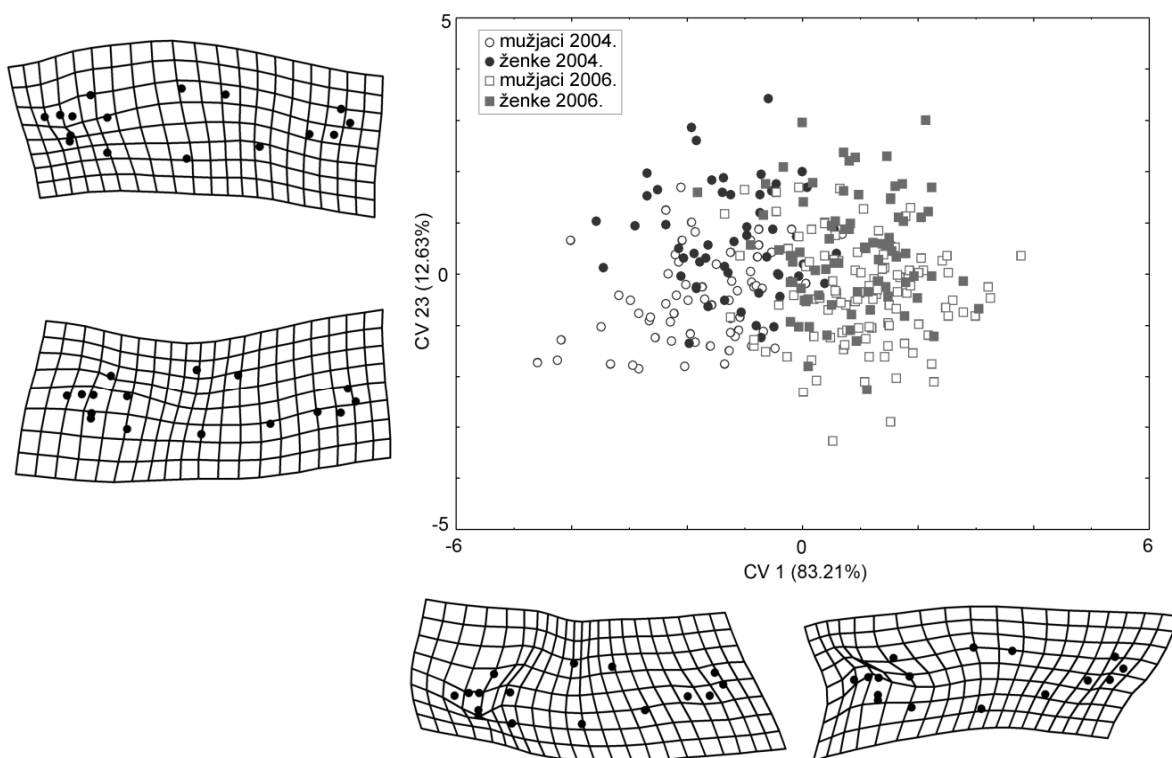 5
mužjaci 2004.
ženke 2004.
mužjaci 2006.
ženke 2006.
CV 23 (12.63%)
0
-5
-6
0
6
CV 1 (83.21%)